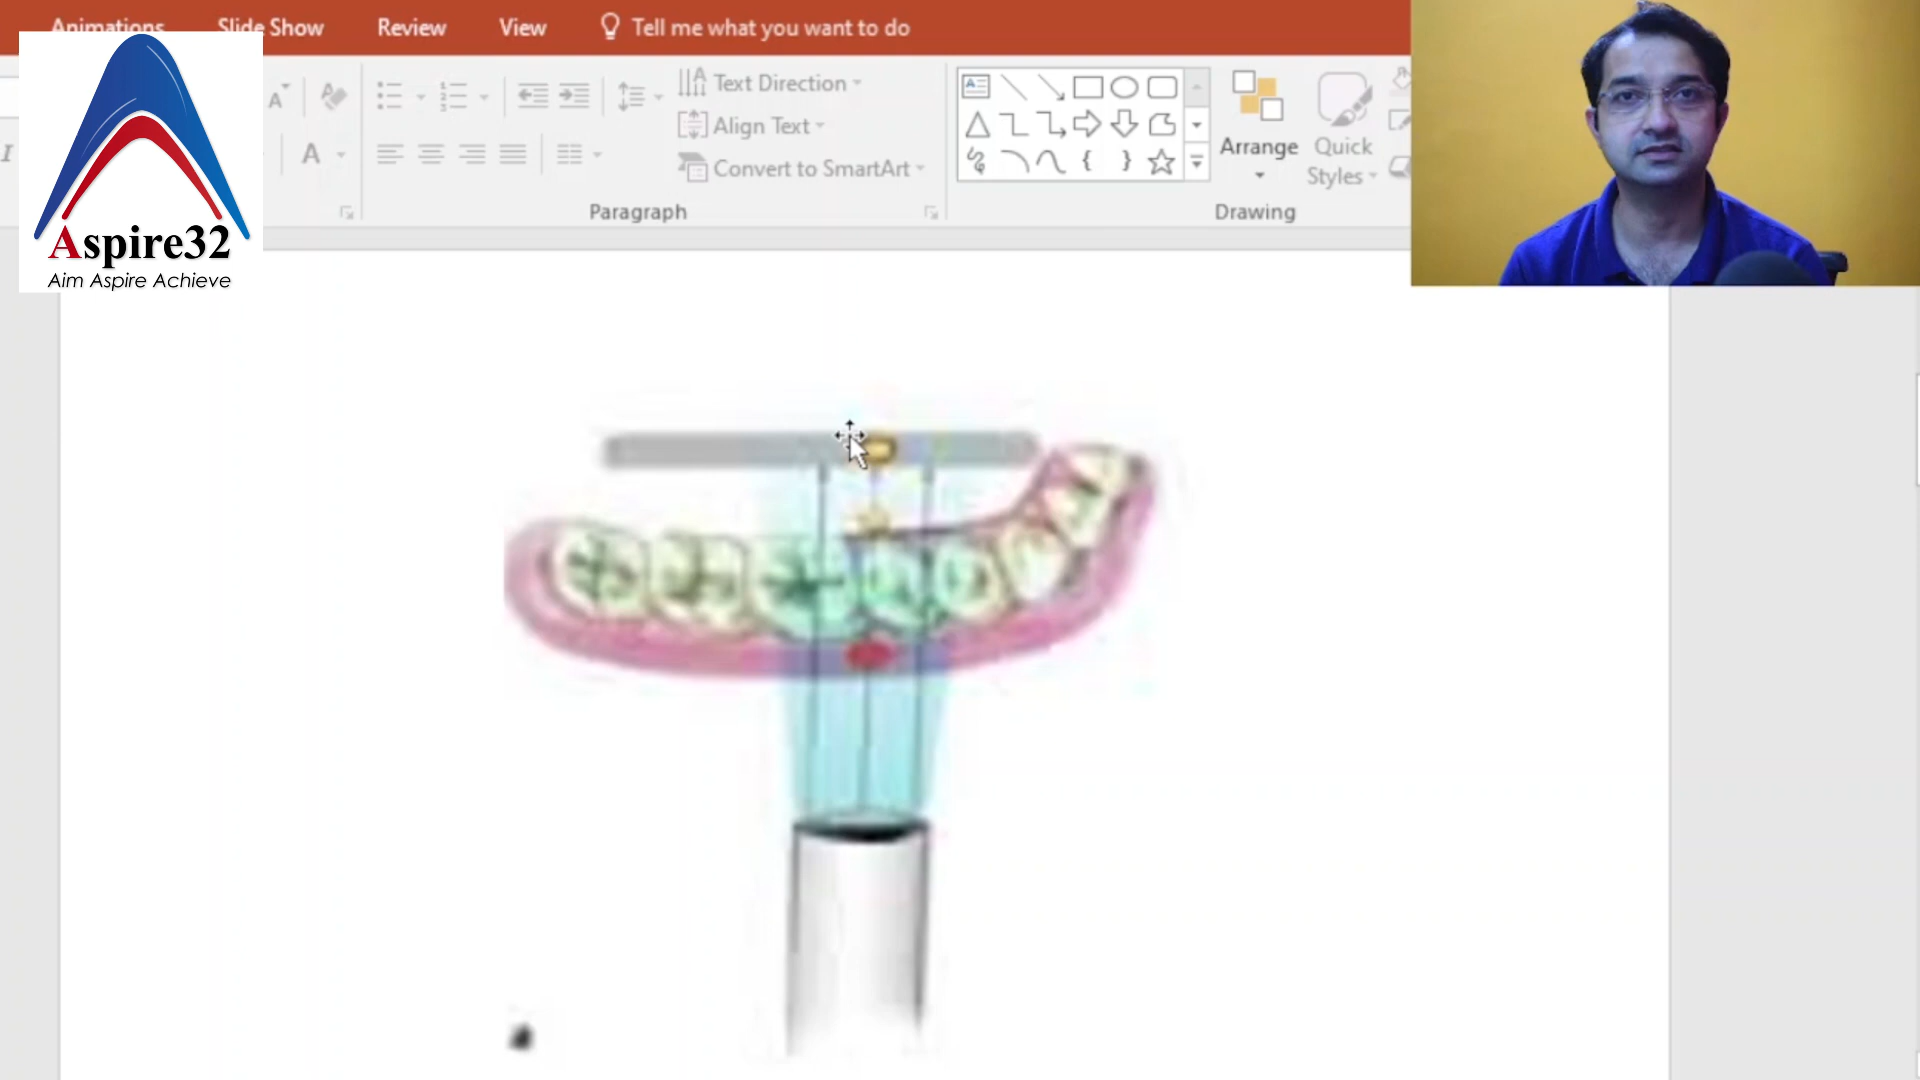 Animations Slide Show Review View Tell me what you want to do
Text Direction
Align Text
Convert to SmartArt
Paragraph
Arrange
Quick
Styles
Drawing
Aspire32
Aim Aspire Achieve